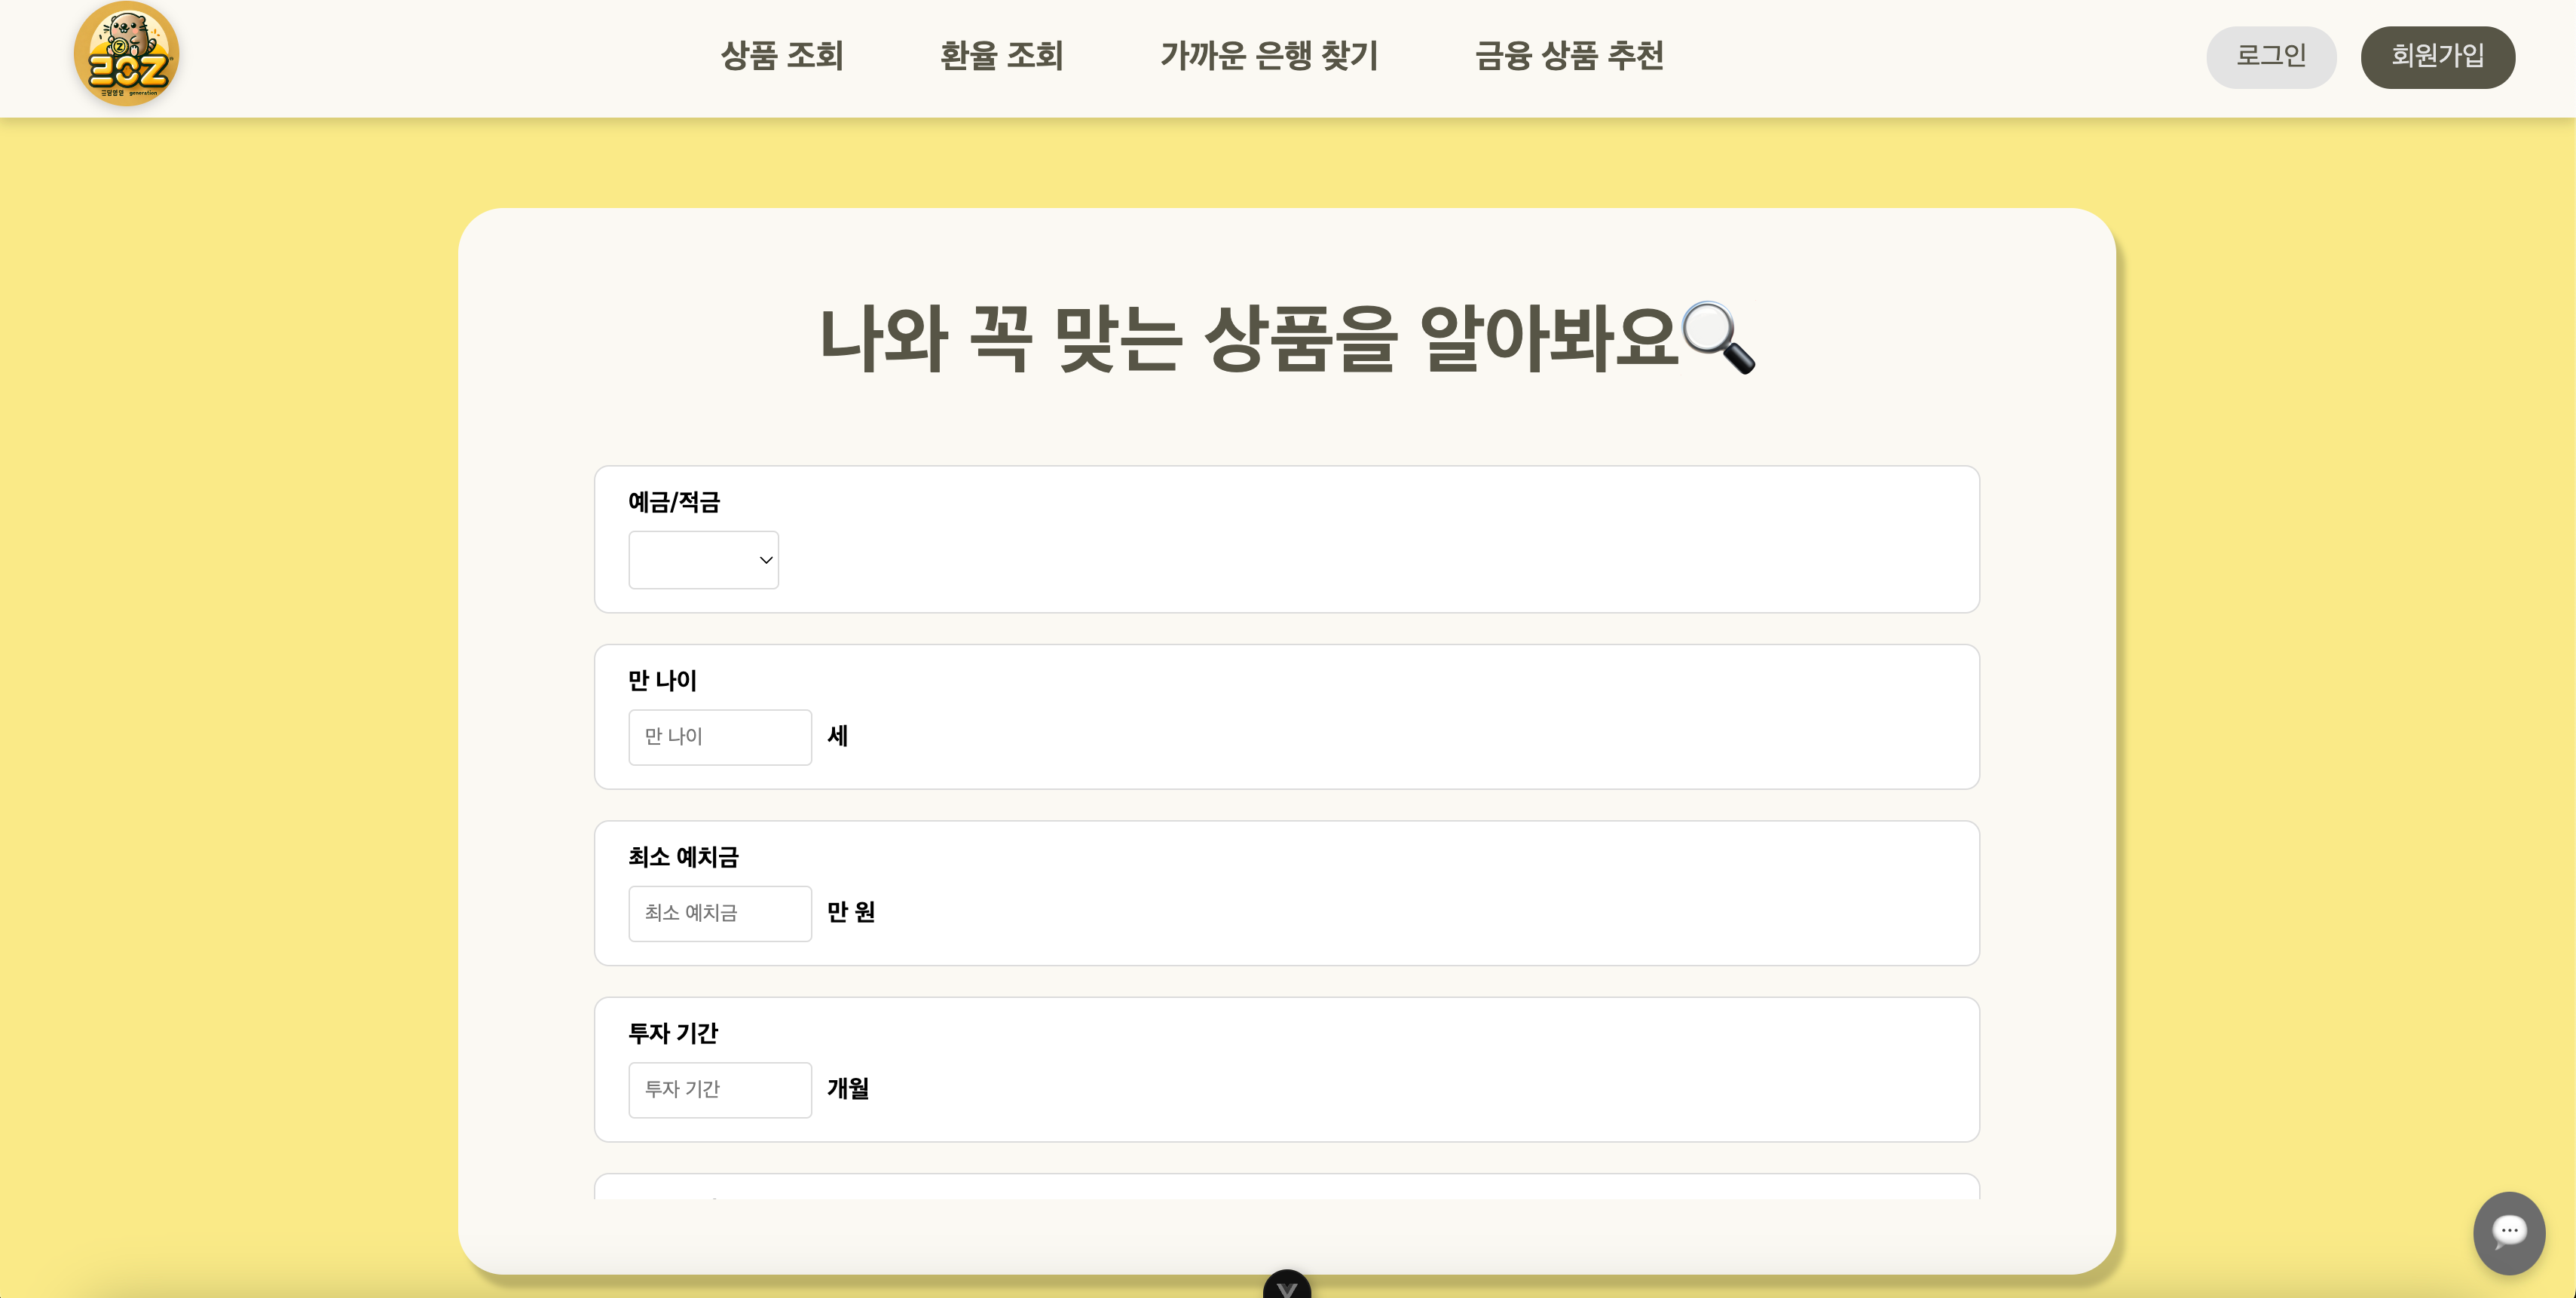 상품 조회
환율 조회
가까운 은행 찾기
금융 상품 추천
로그인
회원가입
나와 꼭 맞는 상품을 알아봐요
예금/적금
만 나이
만 나이 세
최소 예치금
최소 예치금 만 원
투자 기간
투자 기간 개월